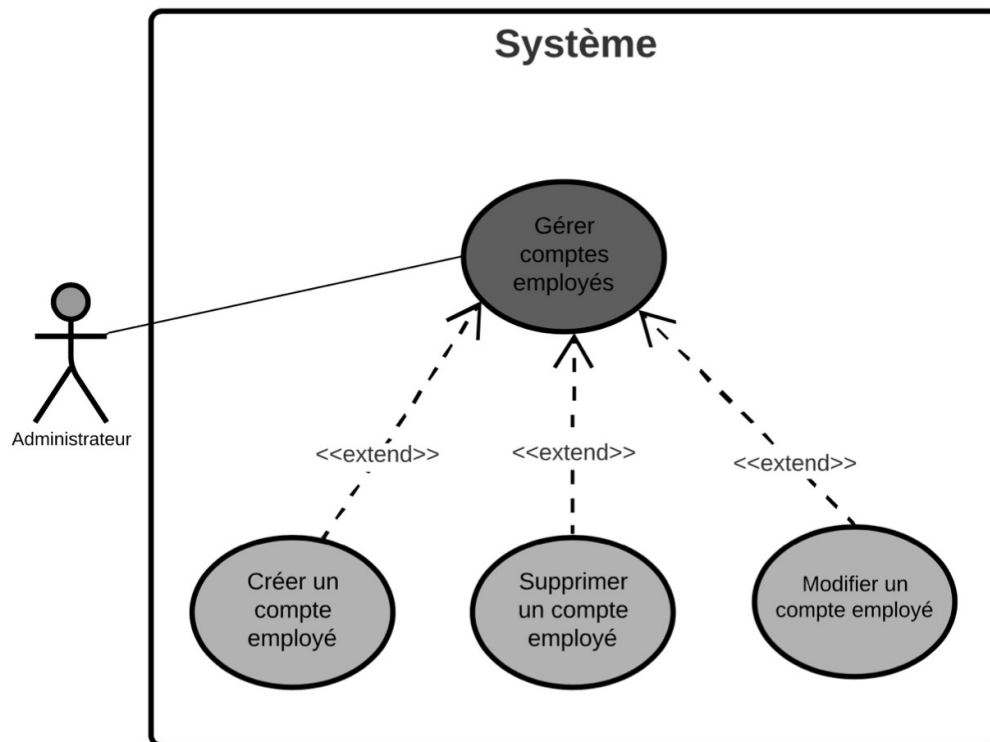 Système
Gérer
comptes
employés
Administrateur
<<extend>>
<<extend>>
<<extend>>
Créer un
compte
employé
Supprimer
un compte
employé
Modifier un
compte employé